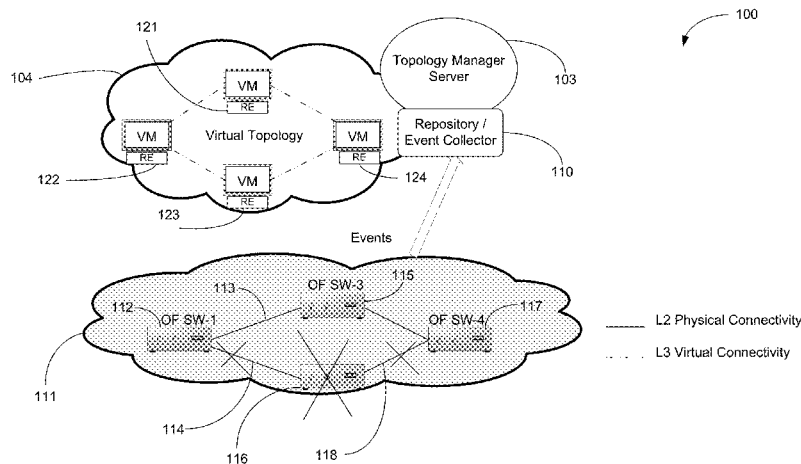 100
121
Topology Manager
Server
103
104
VM
RE
Virtual Topology
VM
RE
VM
RE
Repository /
Event Collector
110
122
VM
RE
124
123
Events
112
113
OF SW-3
115
OF SW-1
OF SW-4
117
L2 Physical Connectivity
L3 Virtual Connectivity
111
114
116
118